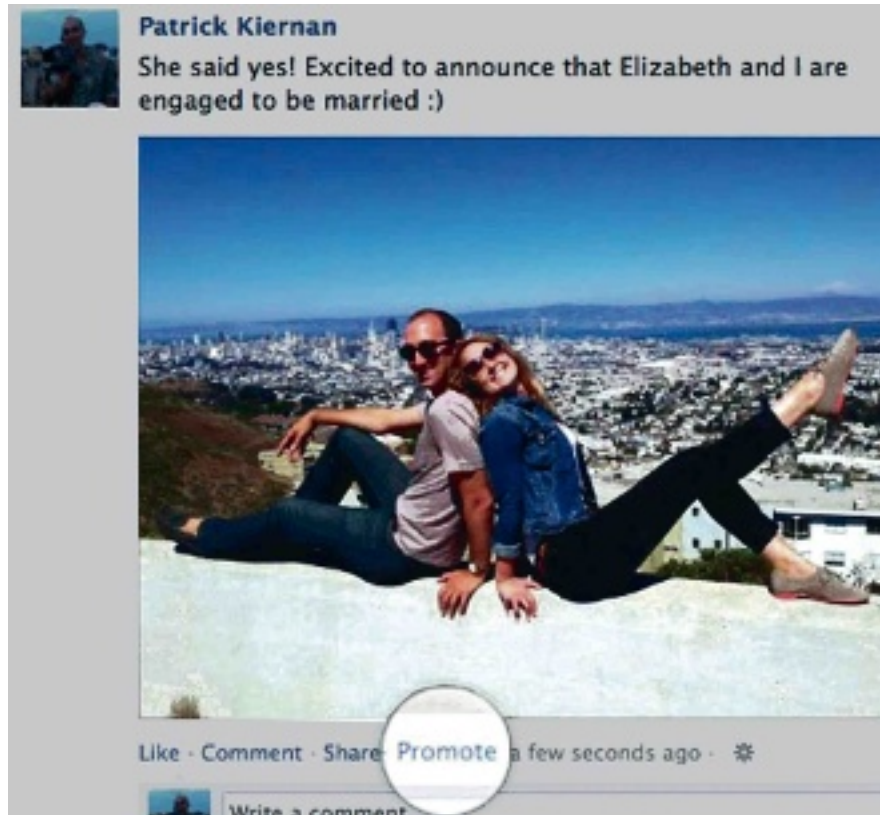 Patrick Kiernan
She said yes! Excited to announce that Elizabeth and I are
engaged to be married :)
Like · Comment · Share Promote a few seconds ago ·
Write a comment